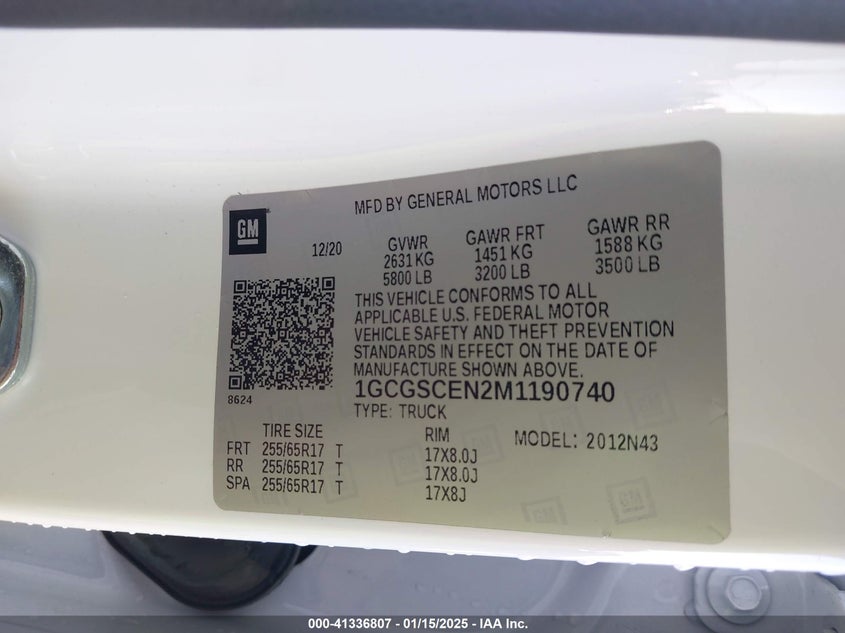 MFD BY GENERAL MOTORS LLC
GM
12/20
GVWR
2631 KG
5800 LB
GAWR FRT
1451 KG
3200 LB
GAWR RR
1588 KG
3500 LB
THIS VEHICLE CONFORMS TO ALL
APPLICABLE U.S. FEDERAL MOTOR
VEHICLE SAFETY AND THEFT PREVENTION
STANDARDS IN EFFECT ON THE DATE OF
MANUFACTURE SHOWN ABOVE.
8624
1GCGSCEN2M1190740
TYPE: TRUCK
TIRE SIZE
RIM
MODEL: 2012N43
FRT 255/65R17 T 17X8.0J
RR 255/65R17 T 17X8.0J
SPA 255/65R17 T 17X8J
GM
GM
000-41336807 - 01/15/2025 - IAA Inc.